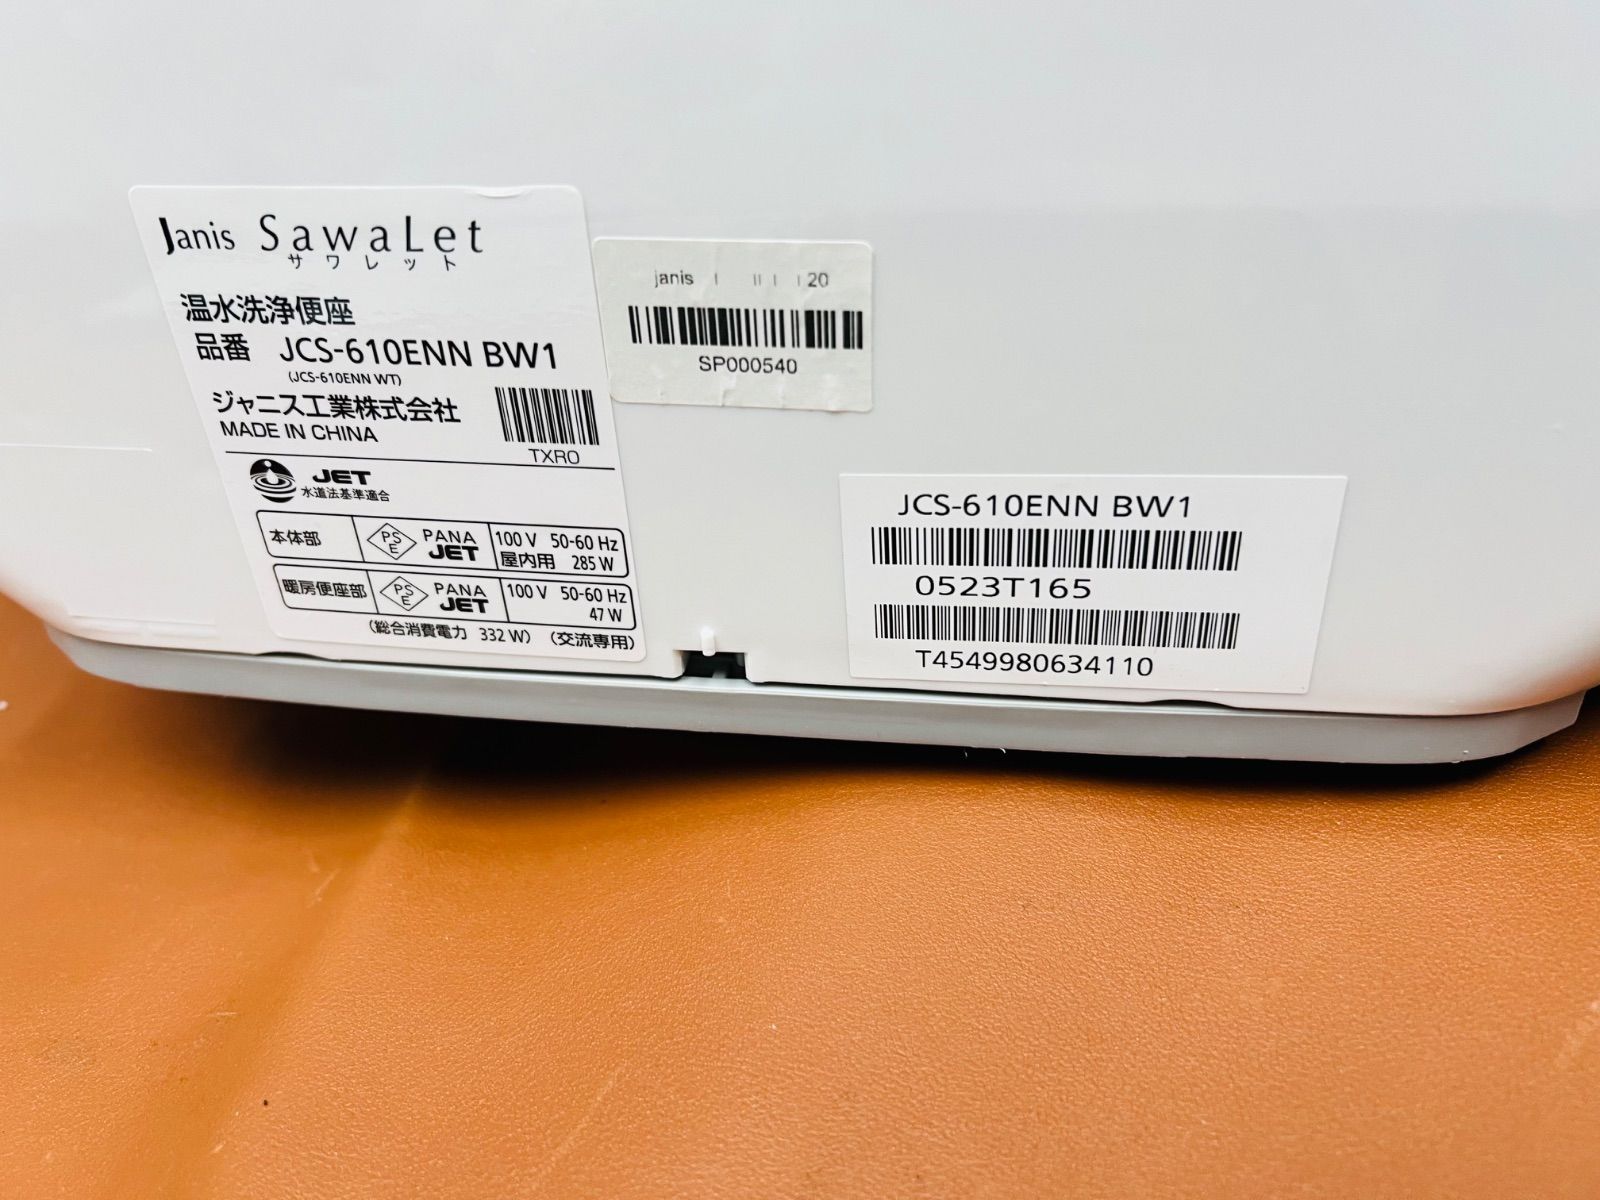 Janis SawaLet
サワレット
温水洗浄便座
品番 JCS-610ENN BW1
(JCS-610ENN WT)
ジャニス工業株式会社
MADE IN CHINA
TXR0
JET
水道法基準適合
本体部 PSE PANA JET 100 V 50-60 Hz
屋内用 285 W
暖房便座部 PSE PANA JET 100 V 50-60 Hz
47 W
(総合消費電力 332 W) (交流専用)
janis 20
SP000540
JCS-610ENN BW1
0523T165
T4549980634110